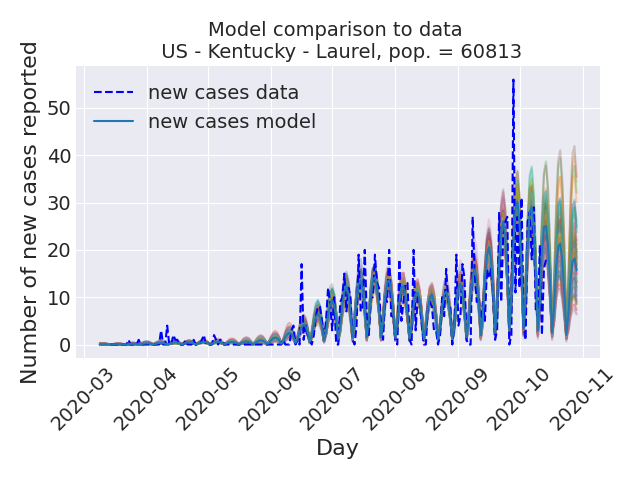 Model comparison to data
US - Kentucky - Laurel, pop. = 60813
new cases data
new cases model
Number of new cases reported
50
40
30
20
10
0
2020-03
2020-04
2020-05
2020-06
2020-07
2020-08
2020-09
2020-10
2020-11
Day